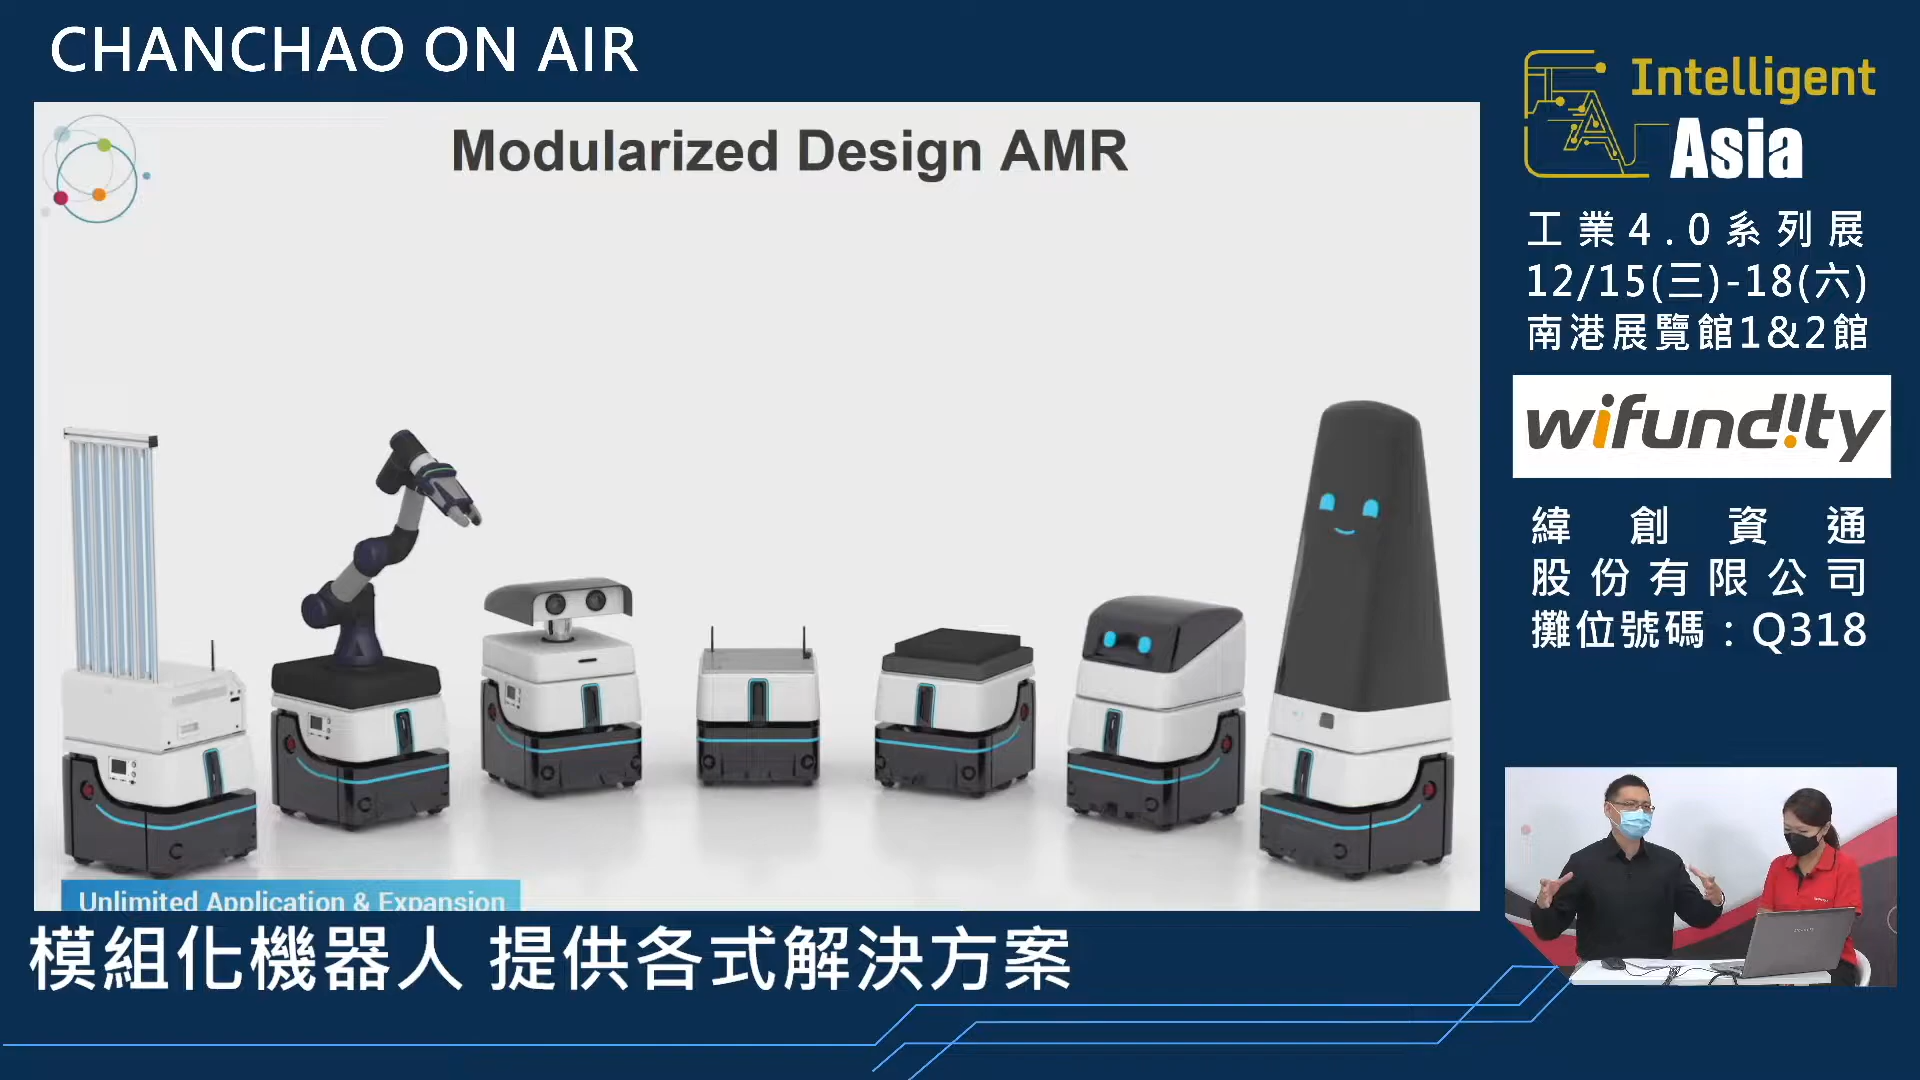 CHANCHAO ON AIR
Modularized Design AMR
Unlimited Application & Expansion
模組化機器人 提供各式解決方案
Intelligent
Asia
工業4.0系列展
12/15(三)-18(六)
南港展覽館1&2館
wifundity
緯創資通
股份有限公司
攤位號碼：Q318